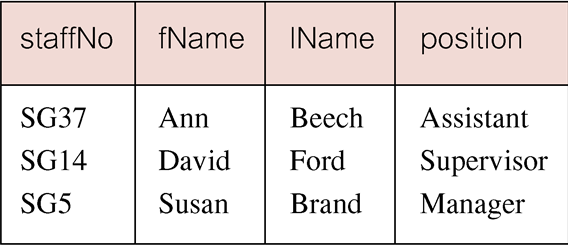 staffNo fName lName position
SG37 Ann Beech Assistant
SG14 David Ford Supervisor
SG5 Susan Brand Manager